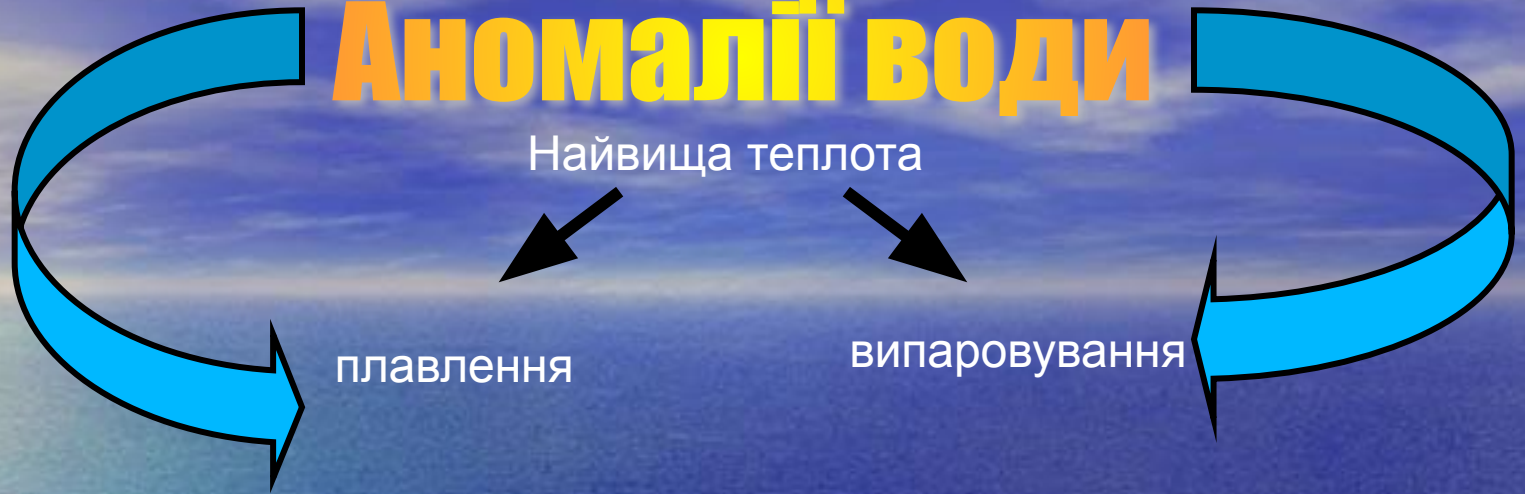 Аномалії води
Найвища теплота
плавлення
випаровування